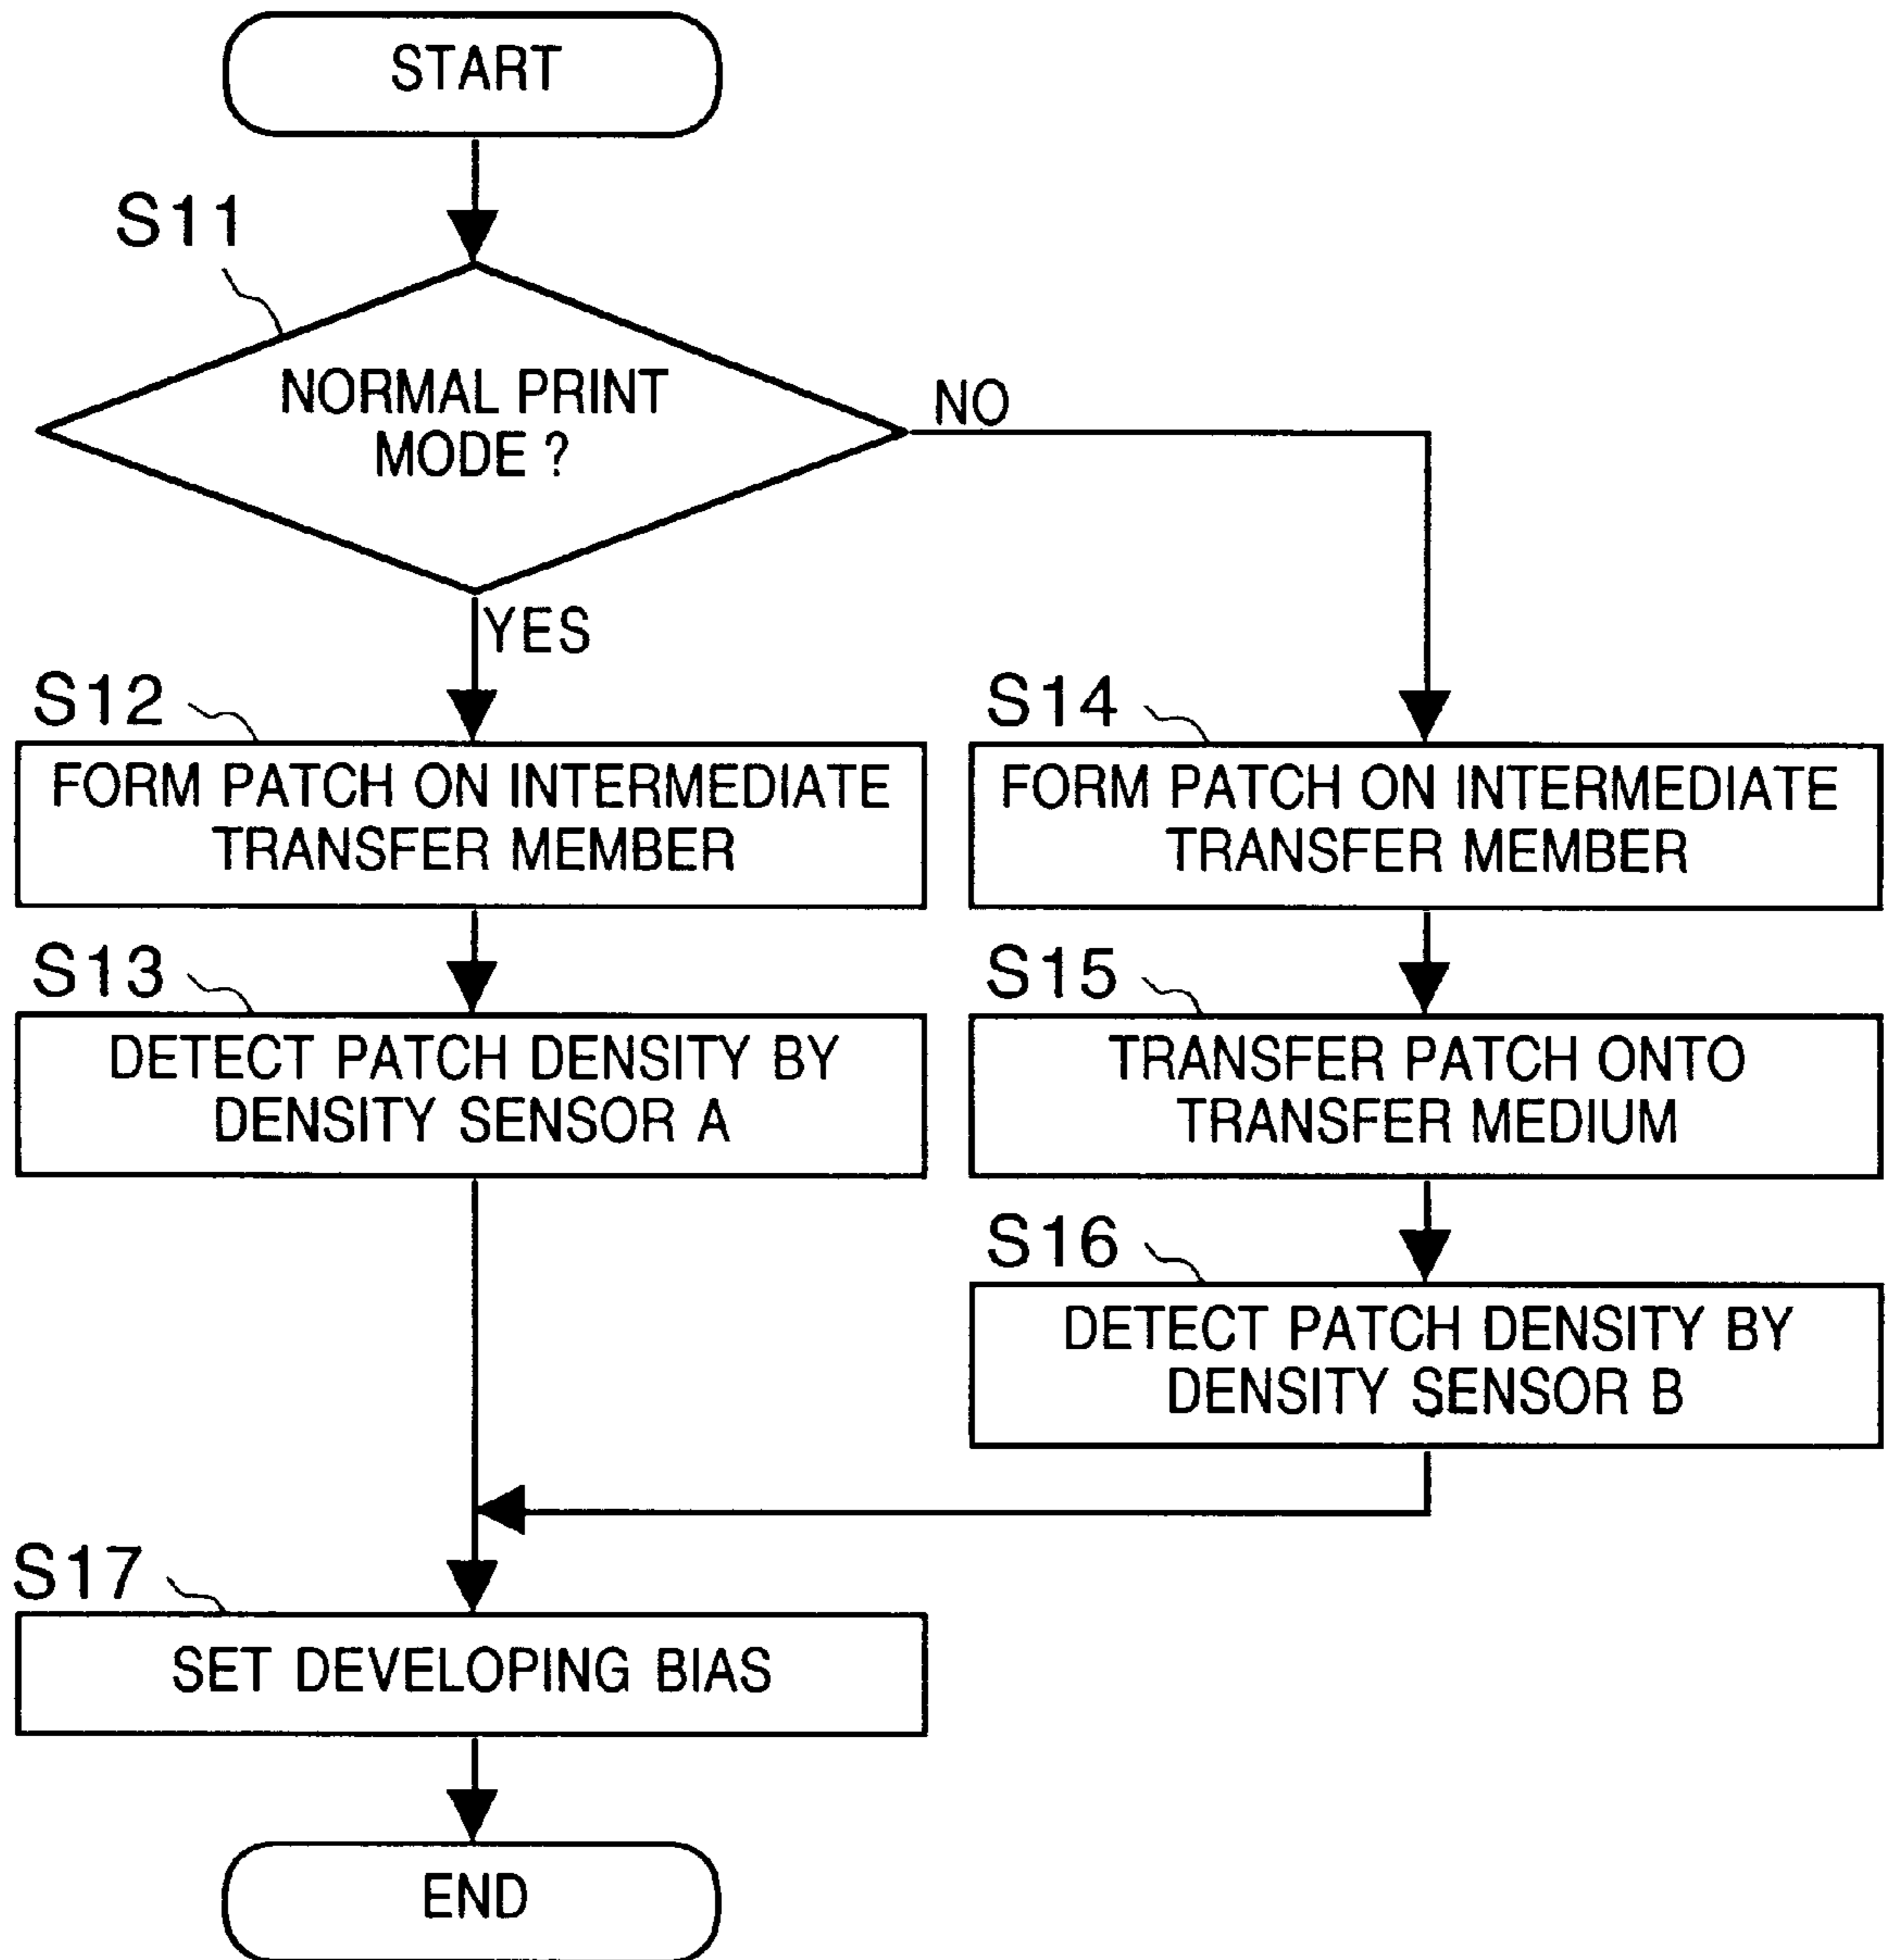 START
S11
NORMAL PRINT
MODE ?
NO
YES
S12
FORM PATCH ON INTERMEDIATE
TRANSFER MEMBER
S14
FORM PATCH ON INTERMEDIATE
TRANSFER MEMBER
S13
DETECT PATCH DENSITY BY
DENSITY SENSOR A
S15
TRANSFER PATCH ONTO
TRANSFER MEDIUM
S16
DETECT PATCH DENSITY BY
DENSITY SENSOR B
S17
SET DEVELOPING BIAS
END